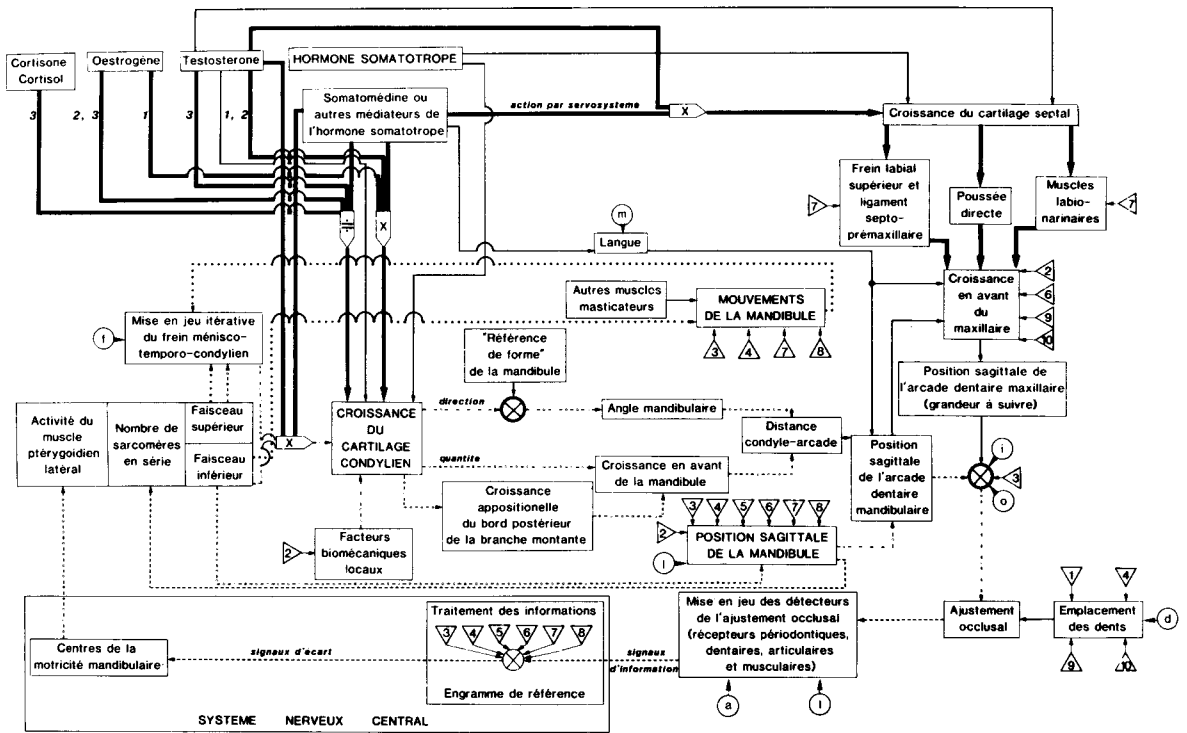 Cortisone
Cortisol
Oestrogène
Testosterone
HORMONE SOMATOTROPE
3
2, 3
1
3
1, 2
Somatomédine ou
autres médiateurs de
l'hormone somatotrope
action par servosysteme
X
Croissance du cartilage septal
Frein labial
supérieur et
ligament
septo-
prémaxillaire
7
Poussée
directe
Muscles
labio-
narinaires
7
÷
X
m
Langue
Croissance
en avant
du
maxillaire
2
6
9
10
Autres muscles
masticateurs
MOUVEMENTS
DE LA MANDIBULE
3
4
7
8
f
Mise en jeu itérative
du frein ménisco-
temporo-condylien
"Référence
de forme"
de la mandibule
Position sagittale de
l'arcade dentaire maxillaire
(grandeur à suivre)
Activité du
muscle
ptérygoidien
latéral
Nombre de
sarcomères
en série
Faisceau
supérieur
Faisceau
inférieur
X
CROISSANCE
DU
CARTILAGE
CONDYLIEN
direction
Angle mandibulaire
Distance
condyle-arcade
quantite
Croissance en avant
de la mandibule
Position
sagittale
de l'arcade
dentaire
mandibulaire
i
3
o
Croissance
appositionelle
du bord postérieur
de la branche montante
3
4
5
6
7
8
2
POSITION SAGITTALE
DE LA MANDIBULE
l
2
Facteurs
biomécaniques
locaux
Traitement des informations
3
4
5
6
7
8
Engramme de référence
Centres de la
motricité mandibulaire
signaux d'ecart
signaux
d'information
SYSTEME NERVEUX CENTRAL
Mise en jeu des détecteurs
de l'ajustement occlusal
(récepteurs périodontiques,
dentaires, articulaires
et musculaires)
a
l
Ajustement
occlusal
1
4
Emplacement
des dents
d
9
10